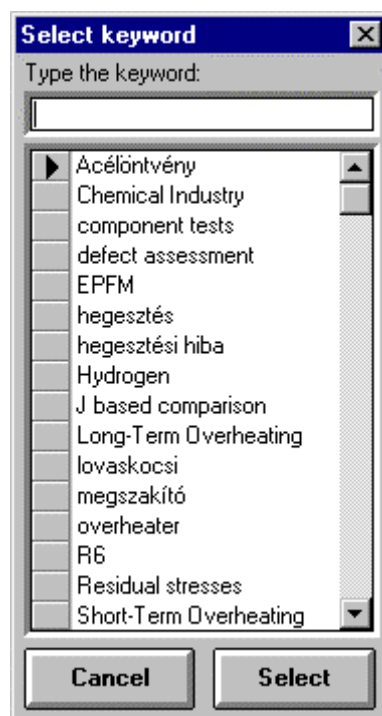 Select keyword
Type the keyword:
Acélöntvény
Chemical Industry
component tests
defect assessment
EPFM
hegesztés
hegesztési hiba
Hydrogen
J based comparison
Long-Term Overheating
lovaskocsi
megszakító
overheater
R6
Residual stresses
Short-Term Overheating
Cancel Select